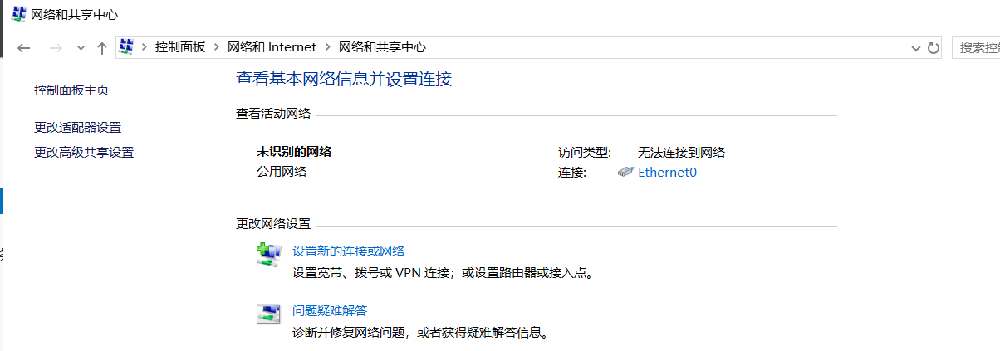 网络和共享中心
控制面板 > 网络和 Internet > 网络和共享中心
搜索控
控制面板主页
更改适配器设置
更改高级共享设置
查看基本网络信息并设置连接
查看活动网络
未识别的网络
公用网络
访问类型: 无法连接到网络
连接: Ethernet0
更改网络设置
设置新的连接或网络
设置宽带、拨号或 VPN 连接；或设置路由器或接入点。
问题疑难解答
诊断并修复网络问题，或者获得疑难解答信息。